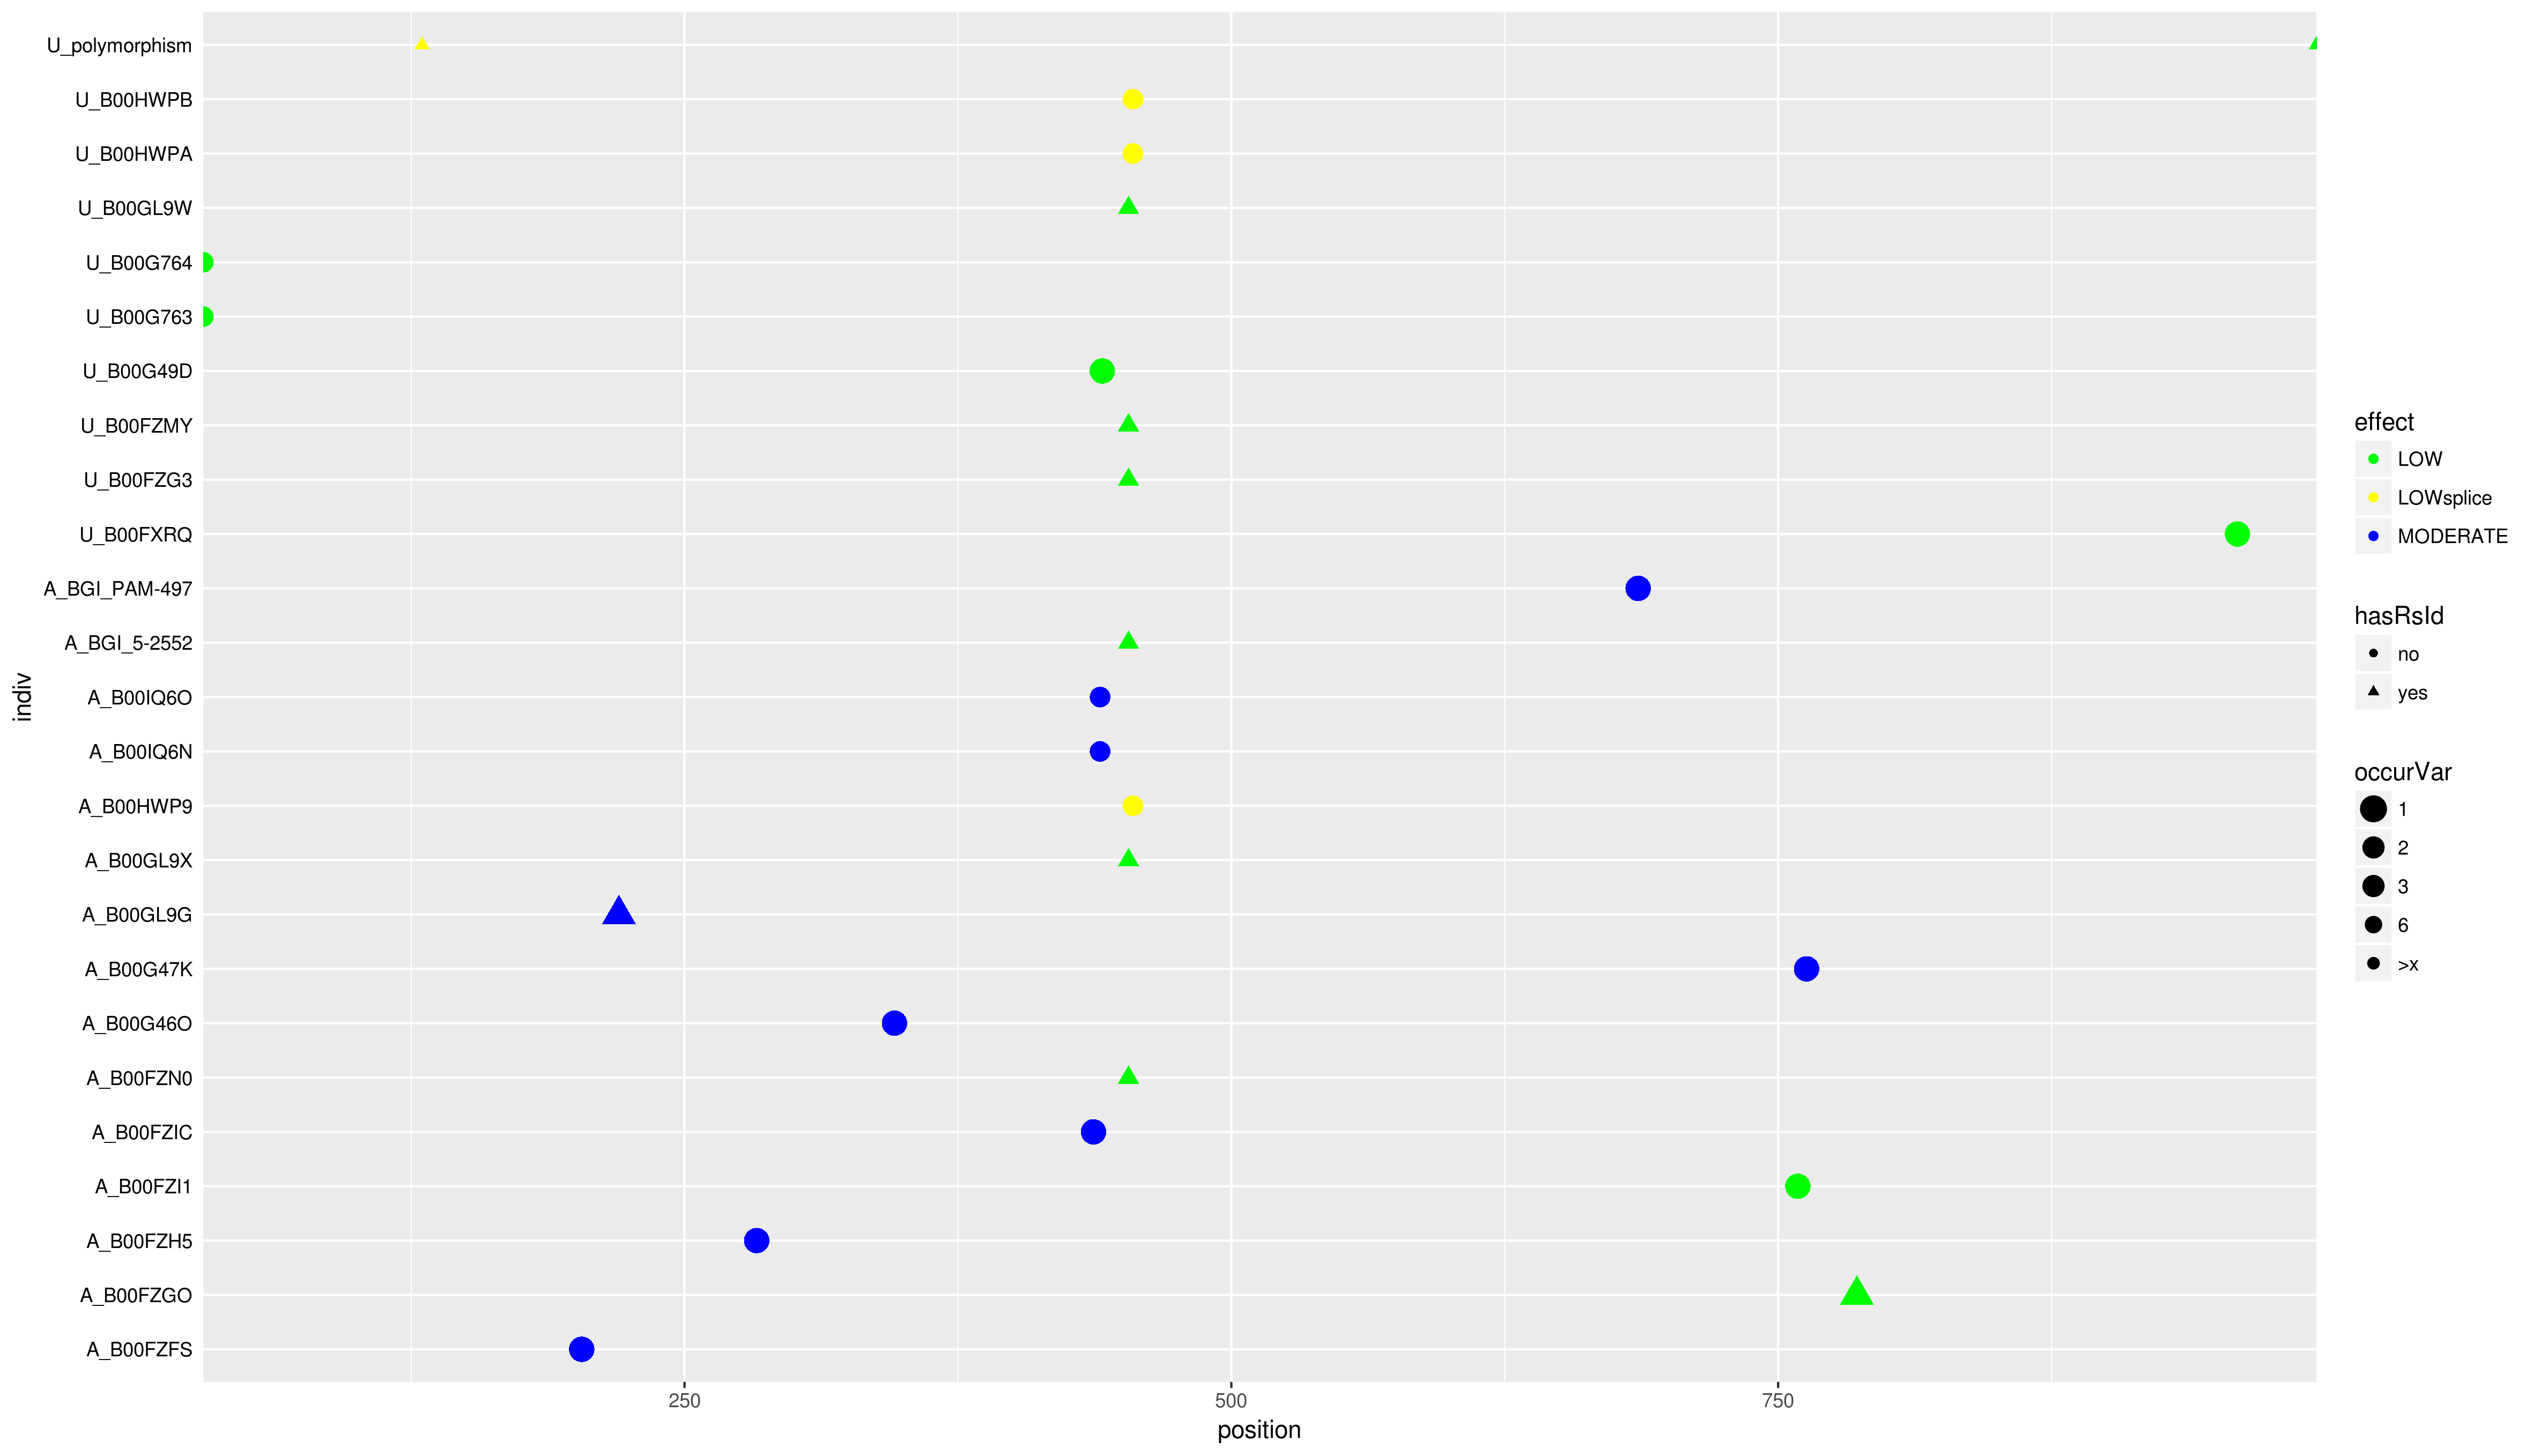 U_polymorphism
U_B00HWPB
U_B00HWPA
U_B00GL9W
U_B00G764
U_B00G763
U_B00G49D
U_B00FZMY
U_B00FZG3
U_B00FXRQ
A_BGI_PAM-497
A_BGI_5-2552
A_B00IQ6O
A_B00IQ6N
A_B00HWP9
A_B00GL9X
A_B00GL9G
A_B00G47K
A_B00G46O
A_B00FZN0
A_B00FZIC
A_B00FZI1
A_B00FZH5
A_B00FZGO
A_B00FZFS
indiv
250 500 750
position
effect
LOW
LOWsplice
MODERATE
hasRsId
no
yes
occurVar
1
2
3
6
>x